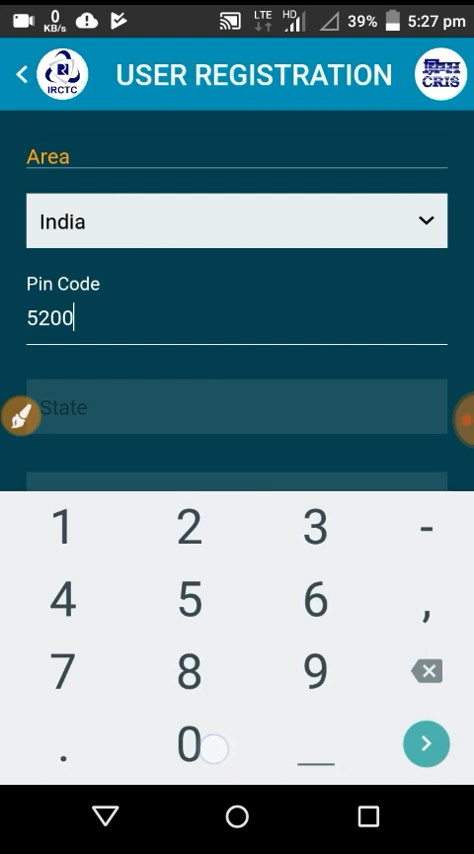 0
KB/s
LTE
HD
39%
5:27 pm
IRCTC
USER REGISTRATION
CRIS
Area
India
Pin Code
5200
State
1 2 3 -
4 5 6 ,
7 8 9
. 0 _